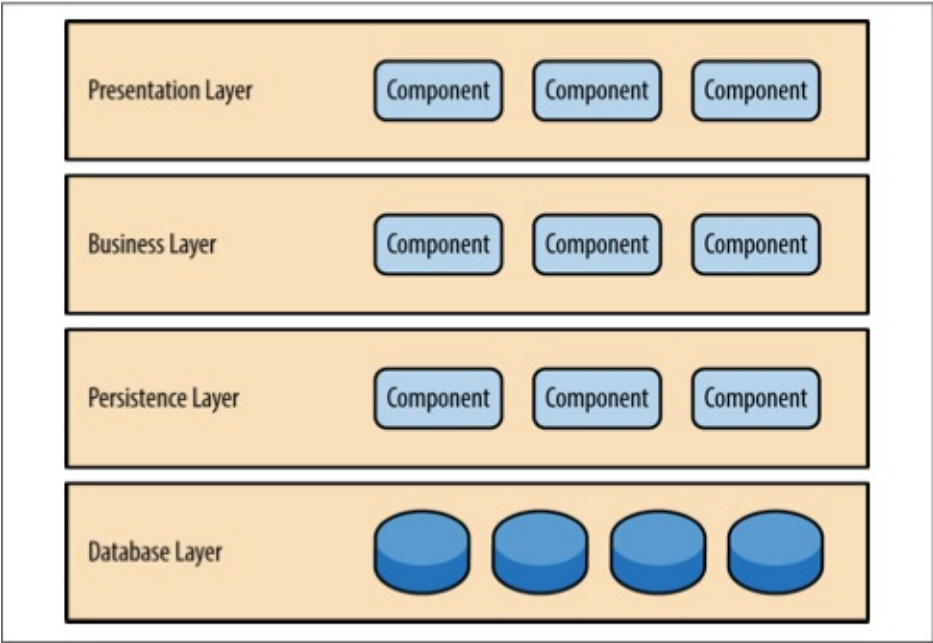 Presentation Layer Component Component Component
Business Layer Component Component Component
Persistence Layer Component Component Component
Database Layer